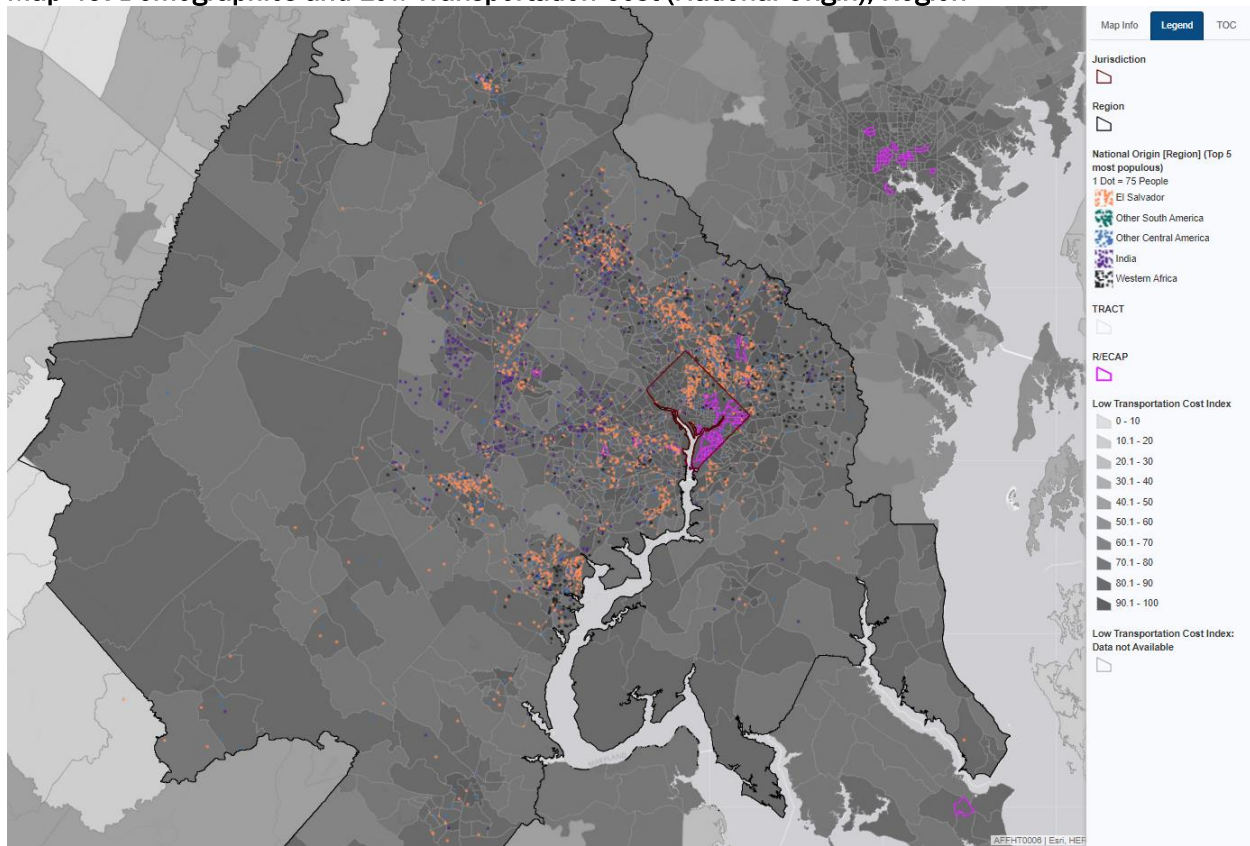 Map Info Legend TOC
Jurisdiction
Region
National Origin [Region] (Top 5
most populous)
1 Dot = 75 People
El Salvador
Other South America
Other Central America
India
Western Africa
TRACT
R/ECAP
Low Transportation Cost Index
0 - 10
10.1 - 20
20.1 - 30
30.1 - 40
40.1 - 50
50.1 - 60
60.1 - 70
70.1 - 80
80.1 - 90
90.1 - 100
Low Transportation Cost Index:
Data not Available
AFFHT0006 | Esri, HER